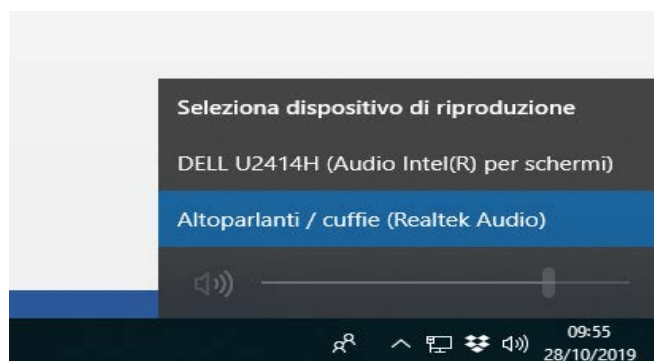 Seleziona dispositivo di riproduzione
DELL U2414H (Audio Intel(R) per schermi)
Altoparlanti / cuffie (Realtek Audio)
09:55
28/10/2019